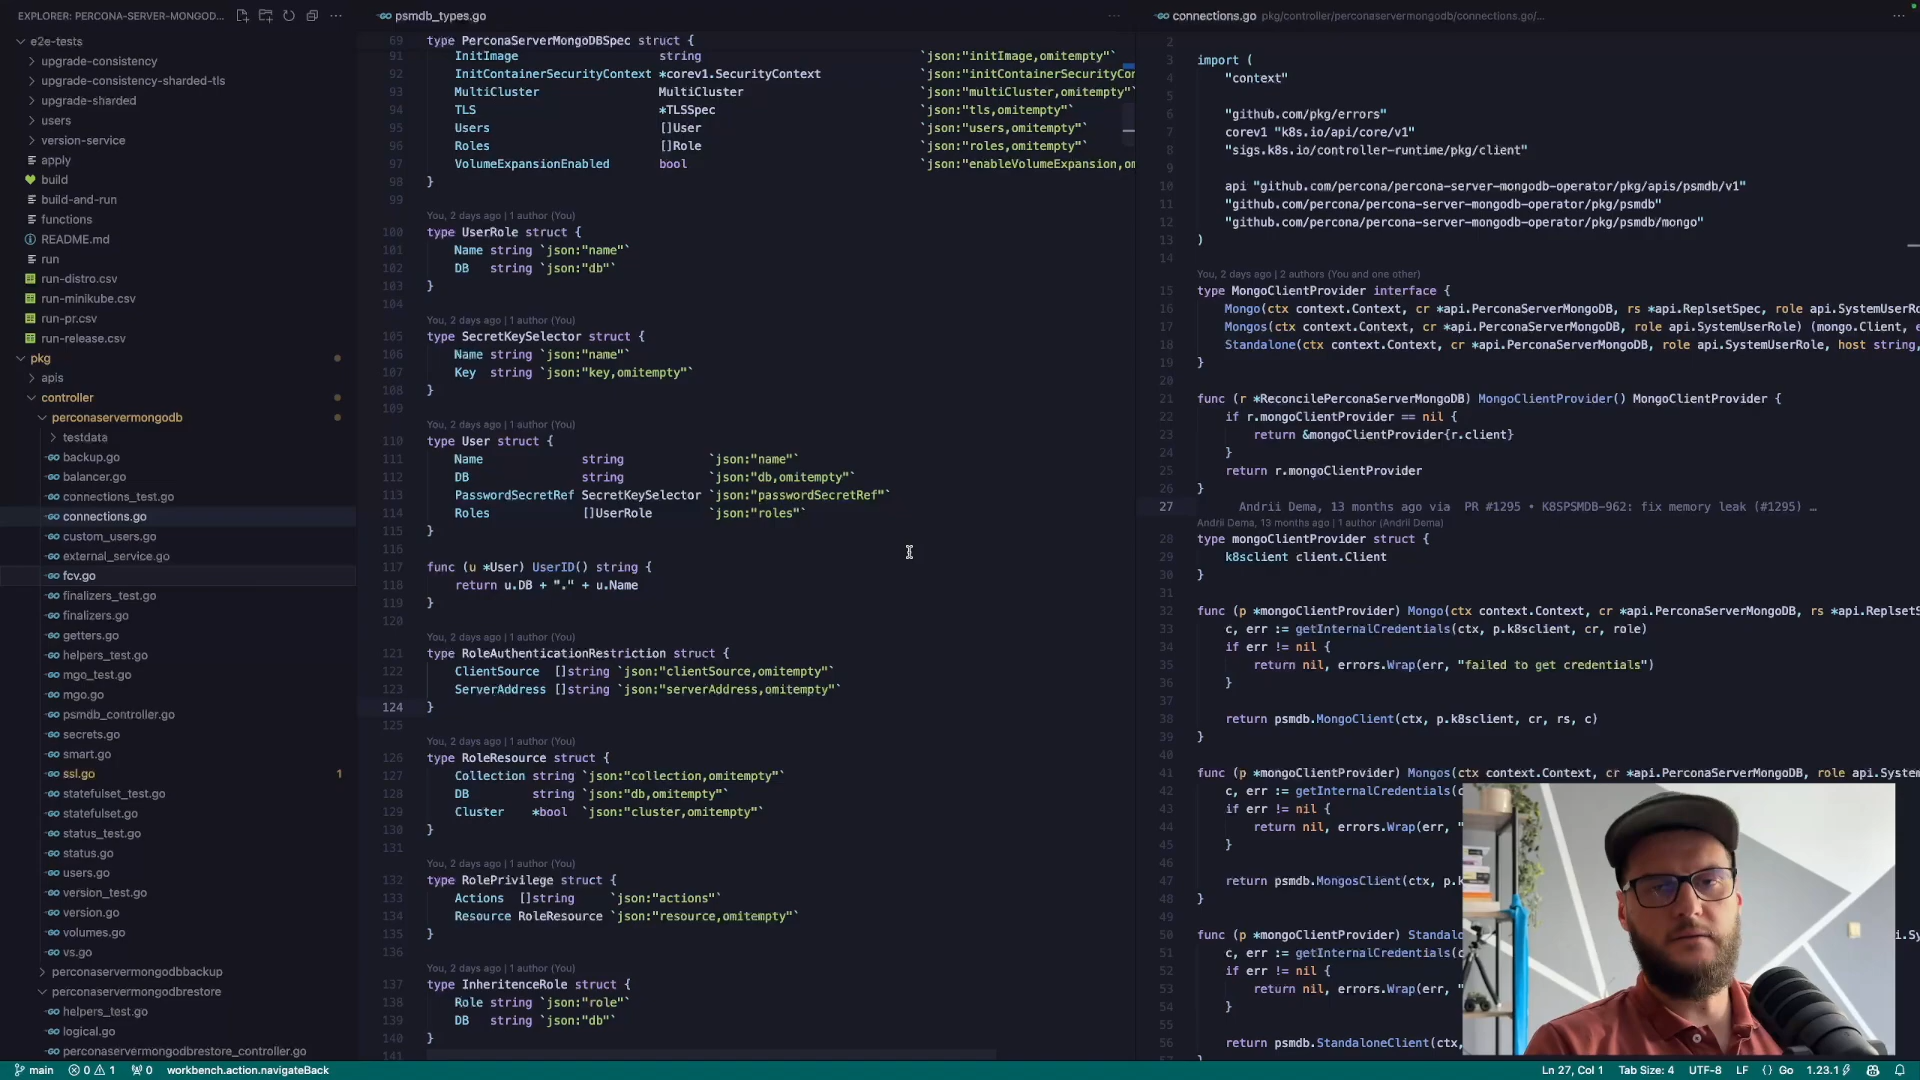 EXPLORER: PERCONA-SERVER-MONGOD...
e2e-tests
upgrade-consistency
upgrade-consistency-sharded-tls
upgrade-sharded
users
version-service
apply
build
build-and-run
functions
README.md
run
run-distro.csv
run-minikube.csv
run-pr.csv
run-release.csv
pkg
apis
controller
perconaservermongodb
testdata
backup.go
balancer.go
connections_test.go
connections.go
custom_users.go
external_service.go
fcv.go
finalizers_test.go
finalizers.go
getters.go
helpers_test.go
mgo_test.go
mgo.go
psmdb_controller.go
secrets.go
smart.go
ssl.go 1
statefulset_test.go
statefulset.go
status_test.go
status.go
users.go
version_test.go
version.go
volumes.go
vs.go
perconaservermongodbbackup
perconaservermongodbrestore
helpers_test.go
logical.go
perconaservermongodbrestore_controller.go
psmdb_types.go
69 type PerconaServerMongoDBSpec struct {
91 InitImage string `json:"initImage,omitempty"`
92 InitContainerSecurityContext *corev1.SecurityContext `json:"initContainerSecurityCon
93 MultiCluster MultiCluster `json:"multiCluster,omitempty"`
94 TLS *TLSSpec `json:"tls,omitempty"`
95 Users []User `json:"users,omitempty"`
96 Roles []Role `json:"roles,omitempty"`
97 VolumeExpansionEnabled bool `json:"enableVolumeExpansion,om
98 }
99
You, 2 days ago | 1 author (You)
100 type UserRole struct {
101 Name string `json:"name"`
102 DB string `json:"db"`
103 }
104
You, 2 days ago | 1 author (You)
105 type SecretKeySelector struct {
106 Name string `json:"name"`
107 Key string `json:"key,omitempty"`
108 }
109
You, 2 days ago | 1 author (You)
110 type User struct {
111 Name string `json:"name"`
112 DB string `json:"db,omitempty"`
113 PasswordSecretRef SecretKeySelector `json:"passwordSecretRef"`
114 Roles []UserRole `json:"roles"`
115 }
116
117 func (u *User) UserID() string {
118 return u.DB + "." + u.Name
119 }
120
You, 2 days ago | 1 author (You)
121 type RoleAuthenticationRestriction struct {
122 ClientSource []string `json:"clientSource,omitempty"`
123 ServerAddress []string `json:"serverAddress,omitempty"`
124 }
125
You, 2 days ago | 1 author (You)
126 type RoleResource struct {
127 Collection string `json:"collection,omitempty"`
128 DB string `json:"db,omitempty"`
129 Cluster *bool `json:"cluster,omitempty"`
130 }
131
You, 2 days ago | 1 author (You)
132 type RolePrivilege struct {
133 Actions []string `json:"actions"`
134 Resource RoleResource `json:"resource,omitempty"`
135 }
136
You, 2 days ago | 1 author (You)
137 type InheritenceRole struct {
138 Role string `json:"role"`
139 DB string `json:"db"`
140 }
141
connections.go pkg/controller/perconaservermongodb/connections.go/...
2
3 import (
4 "context"
5
6 "github.com/pkg/errors"
7 corev1 "k8s.io/api/core/v1"
8 "sigs.k8s.io/controller-runtime/pkg/client"
9
10 api "github.com/percona/percona-server-mongodb-operator/pkg/apis/psmdb/v1"
11 "github.com/percona/percona-server-mongodb-operator/pkg/psmdb"
12 "github.com/percona/percona-server-mongodb-operator/pkg/psmdb/mongo"
13 )
14
You, 2 days ago | 2 authors (You and one other)
15 type MongoClientProvider interface {
16 Mongo(ctx context.Context, cr *api.PerconaServerMongoDB, rs *api.ReplsetSpec, role api.SystemUserRo
17 Mongos(ctx context.Context, cr *api.PerconaServerMongoDB, role api.SystemUserRole) (mongo.Client, e
18 Standalone(ctx context.Context, cr *api.PerconaServerMongoDB, role api.SystemUserRole, host string,
19 }
20
21 func (r *ReconcilePerconaServerMongoDB) MongoClientProvider() MongoClientProvider {
22 if r.mongoClientProvider == nil {
23 return &mongoClientProvider{r.client}
24 }
25 return r.mongoClientProvider
26 }
27 Andrii Dema, 13 months ago via PR #1295 • K8SPSMDB-962: fix memory leak (#1295) …
Andrii Dema, 13 months ago | 1 author (Andrii Dema)
28 type mongoClientProvider struct {
29 k8sclient client.Client
30 }
31
32 func (p *mongoClientProvider) Mongo(ctx context.Context, cr *api.PerconaServerMongoDB, rs *api.ReplsetS
33 c, err := getInternalCredentials(ctx, p.k8sclient, cr, role)
34 if err != nil {
35 return nil, errors.Wrap(err, "failed to get credentials")
36 }
37
38 return psmdb.MongoClient(ctx, p.k8sclient, cr, rs, c)
39 }
40
41 func (p *mongoClientProvider) Mongos(ctx context.Context, cr *api.PerconaServerMongoDB, role api.System
42 c, err := getInternalCredentials(c
43 if err != nil {
44 return nil, errors.Wrap(err, "
45 }
46
47 return psmdb.MongosClient(ctx, p.k
48 }
49
50 func (p *mongoClientProvider) Standalo
51 c, err := getInternalCredentials(c
52 if err != nil {
53 return nil, errors.Wrap(err, "
54 }
55
56 return psmdb.StandaloneClient(ctx,
main 0 1 0 workbench.action.navigateBack Ln 27, Col 1 Tab Size: 4 UTF-8 LF {} Go 1.23.1